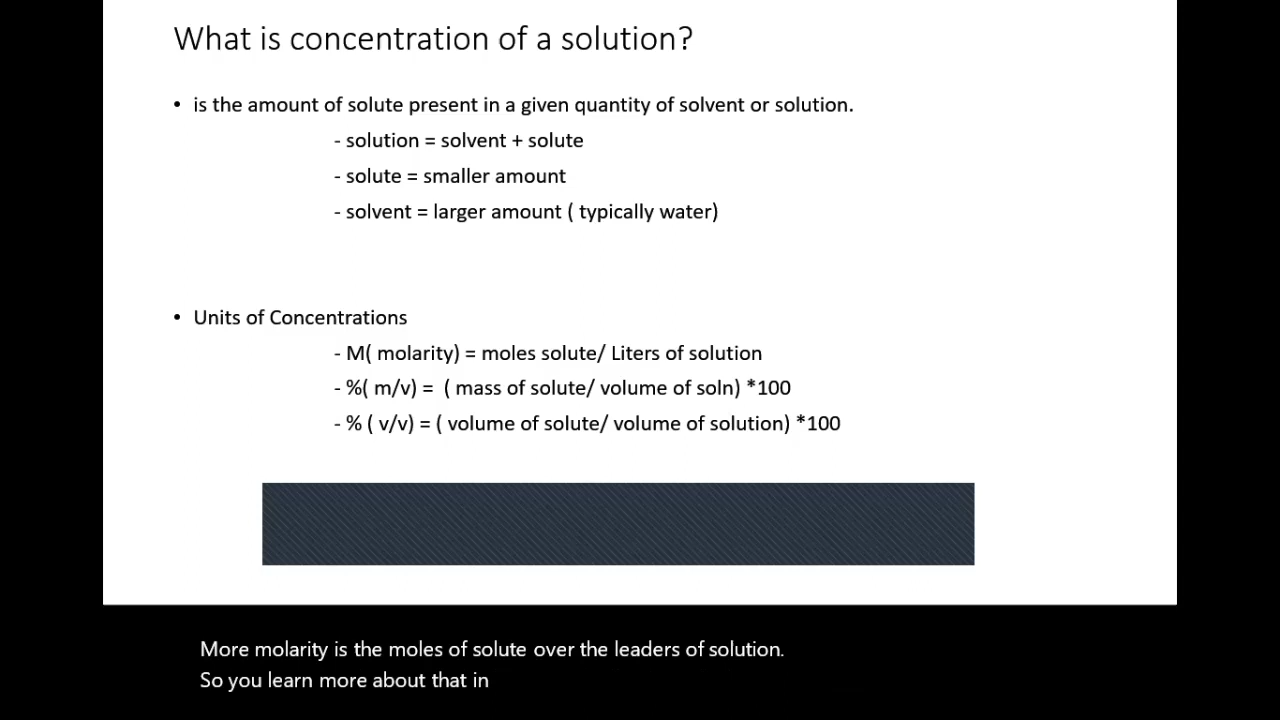 What is concentration of a solution?
• is the amount of solute present in a given quantity of solvent or solution.
- solution = solvent + solute
- solute = smaller amount
- solvent = larger amount ( typically water)
• Units of Concentrations
- M( molarity) = moles solute/ Liters of solution
- %( m/v) = ( mass of solute/ volume of soln) *100
- % ( v/v) = ( volume of solute/ volume of solution) *100
More molarity is the moles of solute over the leaders of solution.
So you learn more about that in